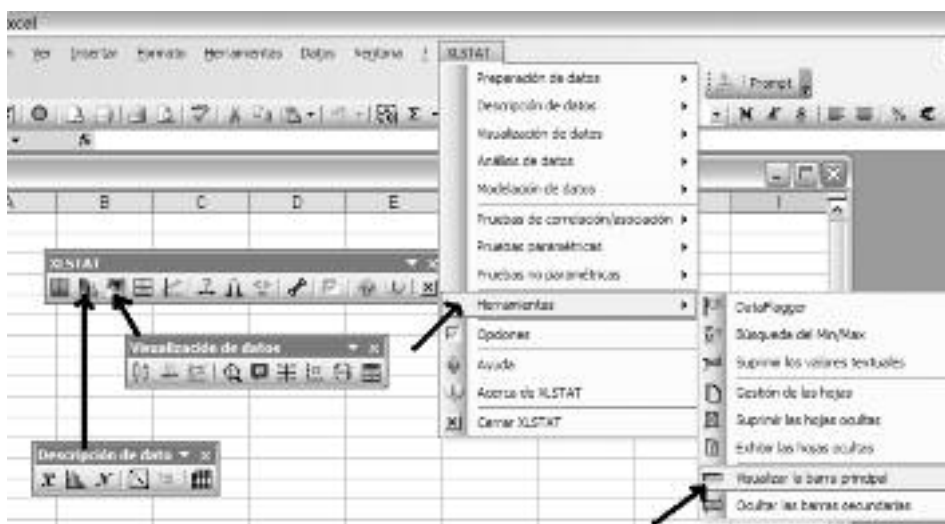 xcel
Ver Insertar Formato Herramientas Datos Ventana ? XLSTAT
Preparación de datos
Prompt
Descripción de datos
Visualización de datos
Análisis de datos
Modelación de datos
Pruebas de correlación/asociación
Pruebas paramétricas
Pruebas no paramétricas
Herramientas
Opciones
Ayuda
Acerca de XLSTAT
Cerrar XLSTAT
N K S % €
fx
A B C D E I
XLSTAT
Visualización de datos
Descripción de dato
DataFlagger
Búsqueda del Min/Max
Suprimir los valores textuales
Gestión de las hojas
Suprimir las hojas ocultas
Exhibir las hojas ocultas
Visualizar la barra principal
Ocultar las barras secundarias